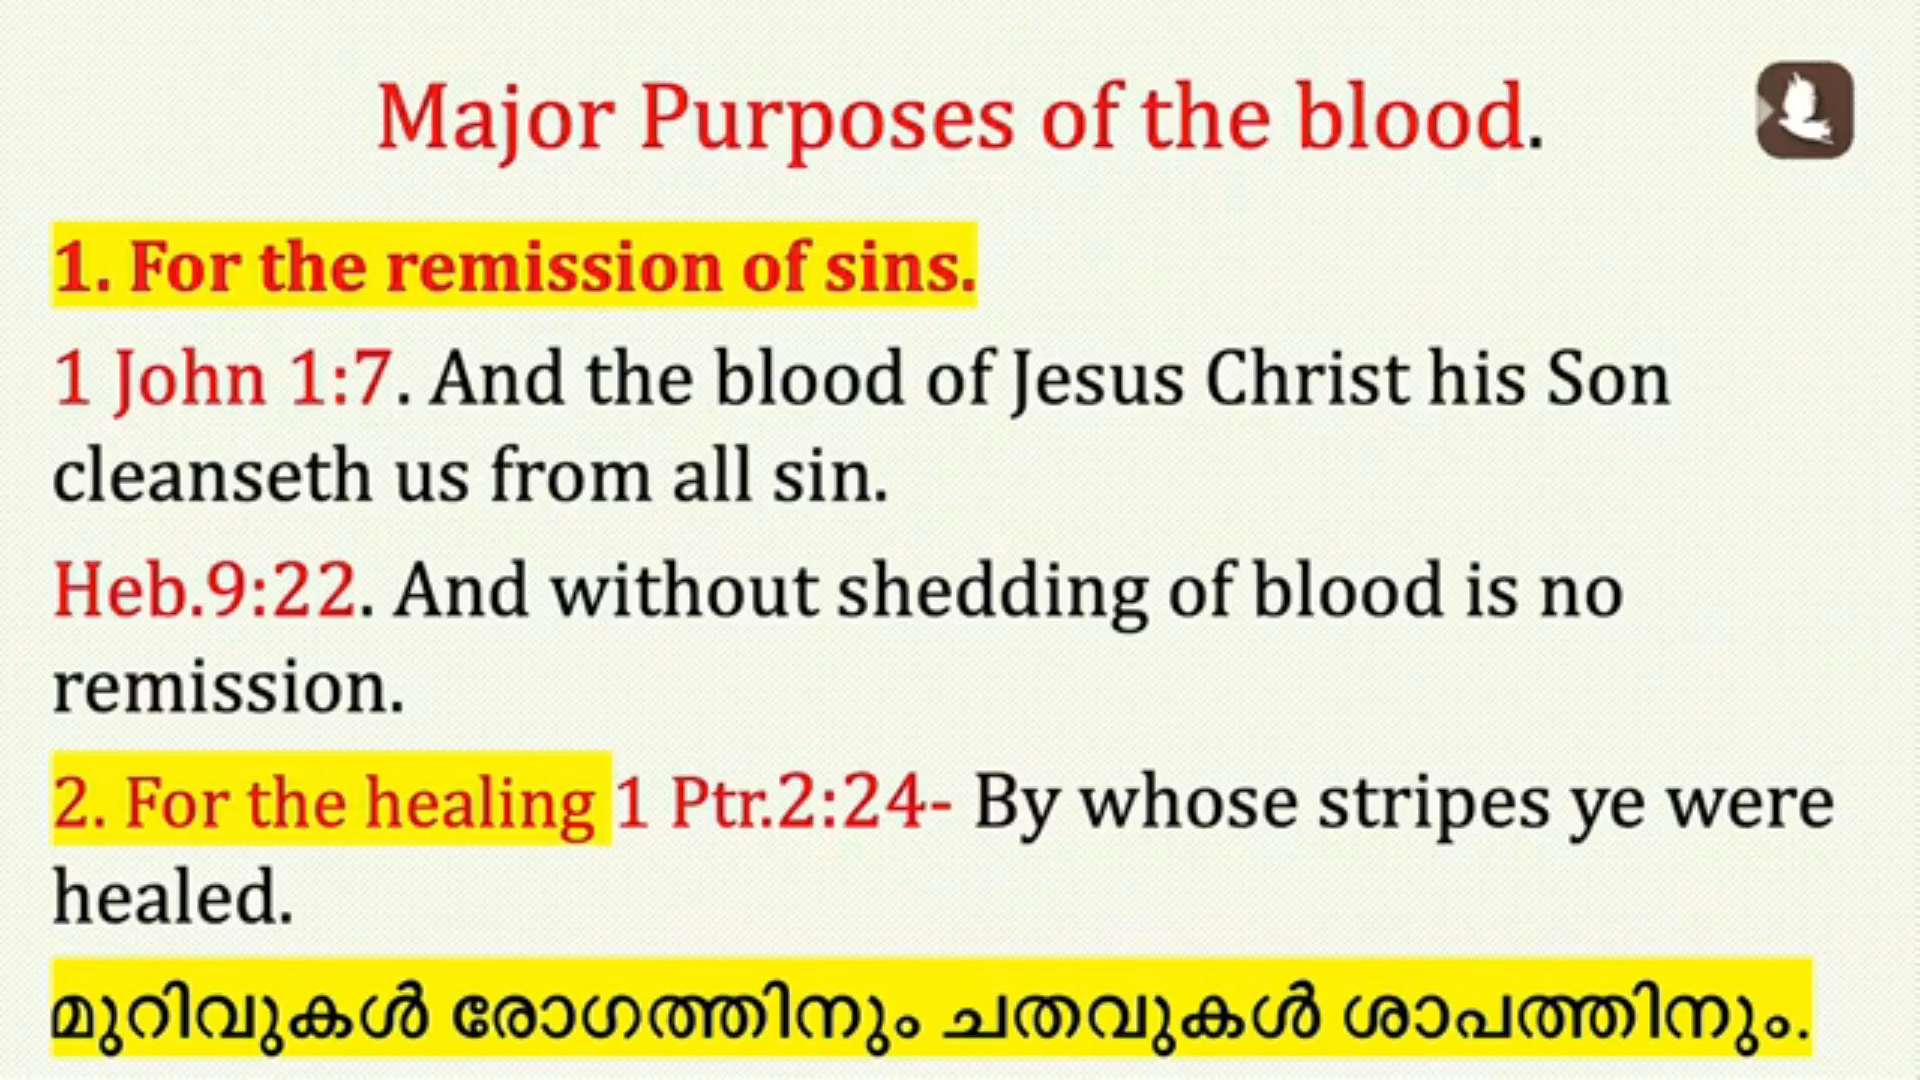 Major Purposes of the blood.
1. For the remission of sins.
1 John 1:7. And the blood of Jesus Christ his Son
cleanseth us from all sin.
Heb.9:22. And without shedding of blood is no
remission.
2. For the healing 1 Ptr.2:24- By whose stripes ye were
healed.
മുറിവുകൾ രോഗത്തിനും ചതവുകൾ ശാപത്തിനും.